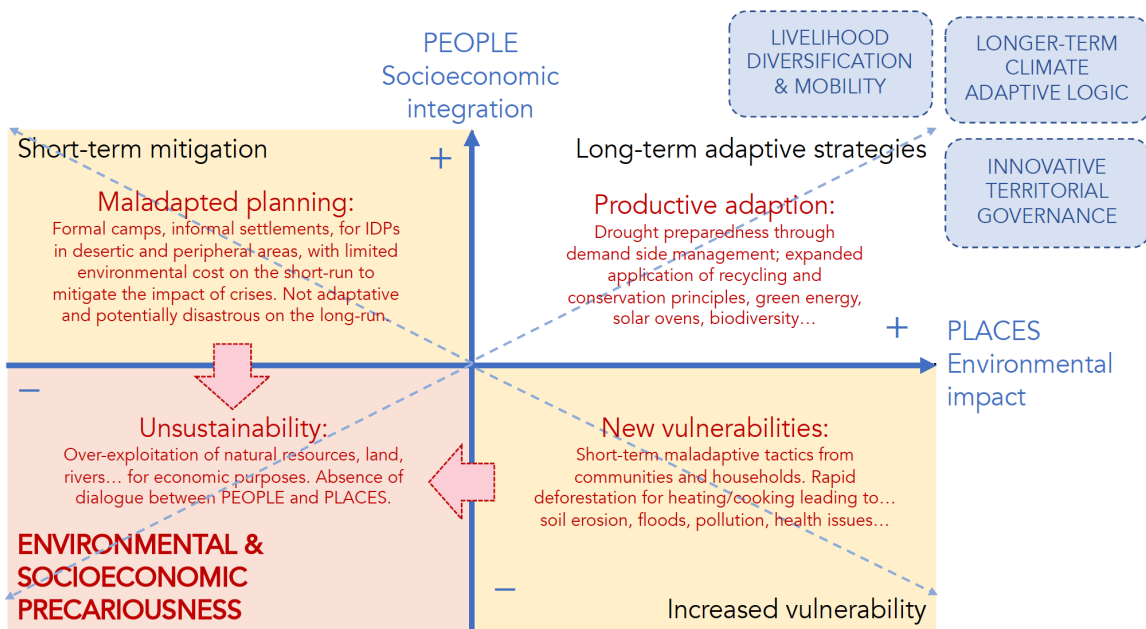 PEOPLE
Socioeconomic
integration
LIVELIHOOD
DIVERSIFICATION
& MOBILITY
LONGER-TERM
CLIMATE
ADAPTIVE LOGIC
INNOVATIVE
TERRITORIAL
GOVERNANCE
Short-term mitigation
+
Maladapted planning:
Formal camps, informal settlements, for IDPs
in desertic and peripheral areas, with limited
environmental cost on the short-run to
mitigate the impact of crises. Not adaptative
and potentially disastrous on the long-run.
Long-term adaptive strategies
Productive adaption:
Drought preparedness through
demand side management; expanded
application of recycling and
conservation principles, green energy,
solar ovens, biodiversity…
+
PLACES
Environmental
impact
–
Unsustainability:
Over-exploitation of natural resources, land,
rivers… for economic purposes. Absence of
dialogue between PEOPLE and PLACES.
ENVIRONMENTAL &
SOCIOECONOMIC
PRECARIOUSNESS
New vulnerabilities:
Short-term maladaptive tactics from
communities and households. Rapid
deforestation for heating/cooking leading to…
soil erosion, floods, pollution, health issues…
–
Increased vulnerability